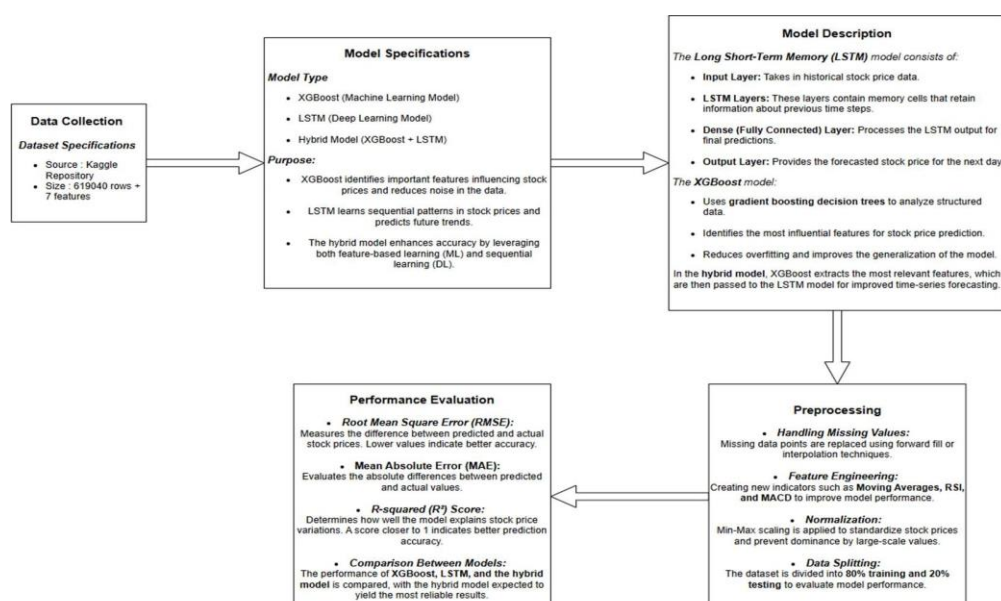 Data Collection
Dataset Specifications
• Source : Kaggle
Repository
• Size : 619040 rows +
7 features
Model Specifications
Model Type
• XGBoost (Machine Learning Model)
• LSTM (Deep Learning Model)
• Hybrid Model (XGBoost + LSTM)
Purpose:
• XGBoost identifies important features influencing stock
prices and reduces noise in the data.
• LSTM learns sequential patterns in stock prices and
predicts future trends.
• The hybrid model enhances accuracy by leveraging
both feature-based learning (ML) and sequential
learning (DL).
Model Description
The Long Short-Term Memory (LSTM) model consists of:
• Input Layer: Takes in historical stock price data.
• LSTM Layers: These layers contain memory cells that retain
information about previous time steps.
• Dense (Fully Connected) Layer: Processes the LSTM output for
final predictions.
• Output Layer: Provides the forecasted stock price for the next day
The XGBoost model:
• Uses gradient boosting decision trees to analyze structured
data.
• Identifies the most influential features for stock price prediction.
• Reduces overfitting and improves the generalization of the model.
In the hybrid model, XGBoost extracts the most relevant features, which
are then passed to the LSTM model for improved time-series forecasting.
Preprocessing
• Handling Missing Values:
Missing data points are replaced using forward fill or
interpolation techniques.
• Feature Engineering:
Creating new indicators such as Moving Averages, RSI,
and MACD to improve model performance.
• Normalization:
Min-Max scaling is applied to standardize stock prices
and prevent dominance by large-scale values.
• Data Splitting:
The dataset is divided into 80% training and 20%
testing to evaluate model performance.
Performance Evaluation
• Root Mean Square Error (RMSE):
Measures the difference between predicted and actual
stock prices. Lower values indicate better accuracy.
• Mean Absolute Error (MAE):
Evaluates the absolute differences between predicted
and actual values.
• R-squared (R²) Score:
Determines how well the model explains stock price
variations. A score closer to 1 indicates better prediction
accuracy.
• Comparison Between Models:
The performance of XGBoost, LSTM, and the hybrid
model is compared, with the hybrid model expected to
yield the most reliable results.